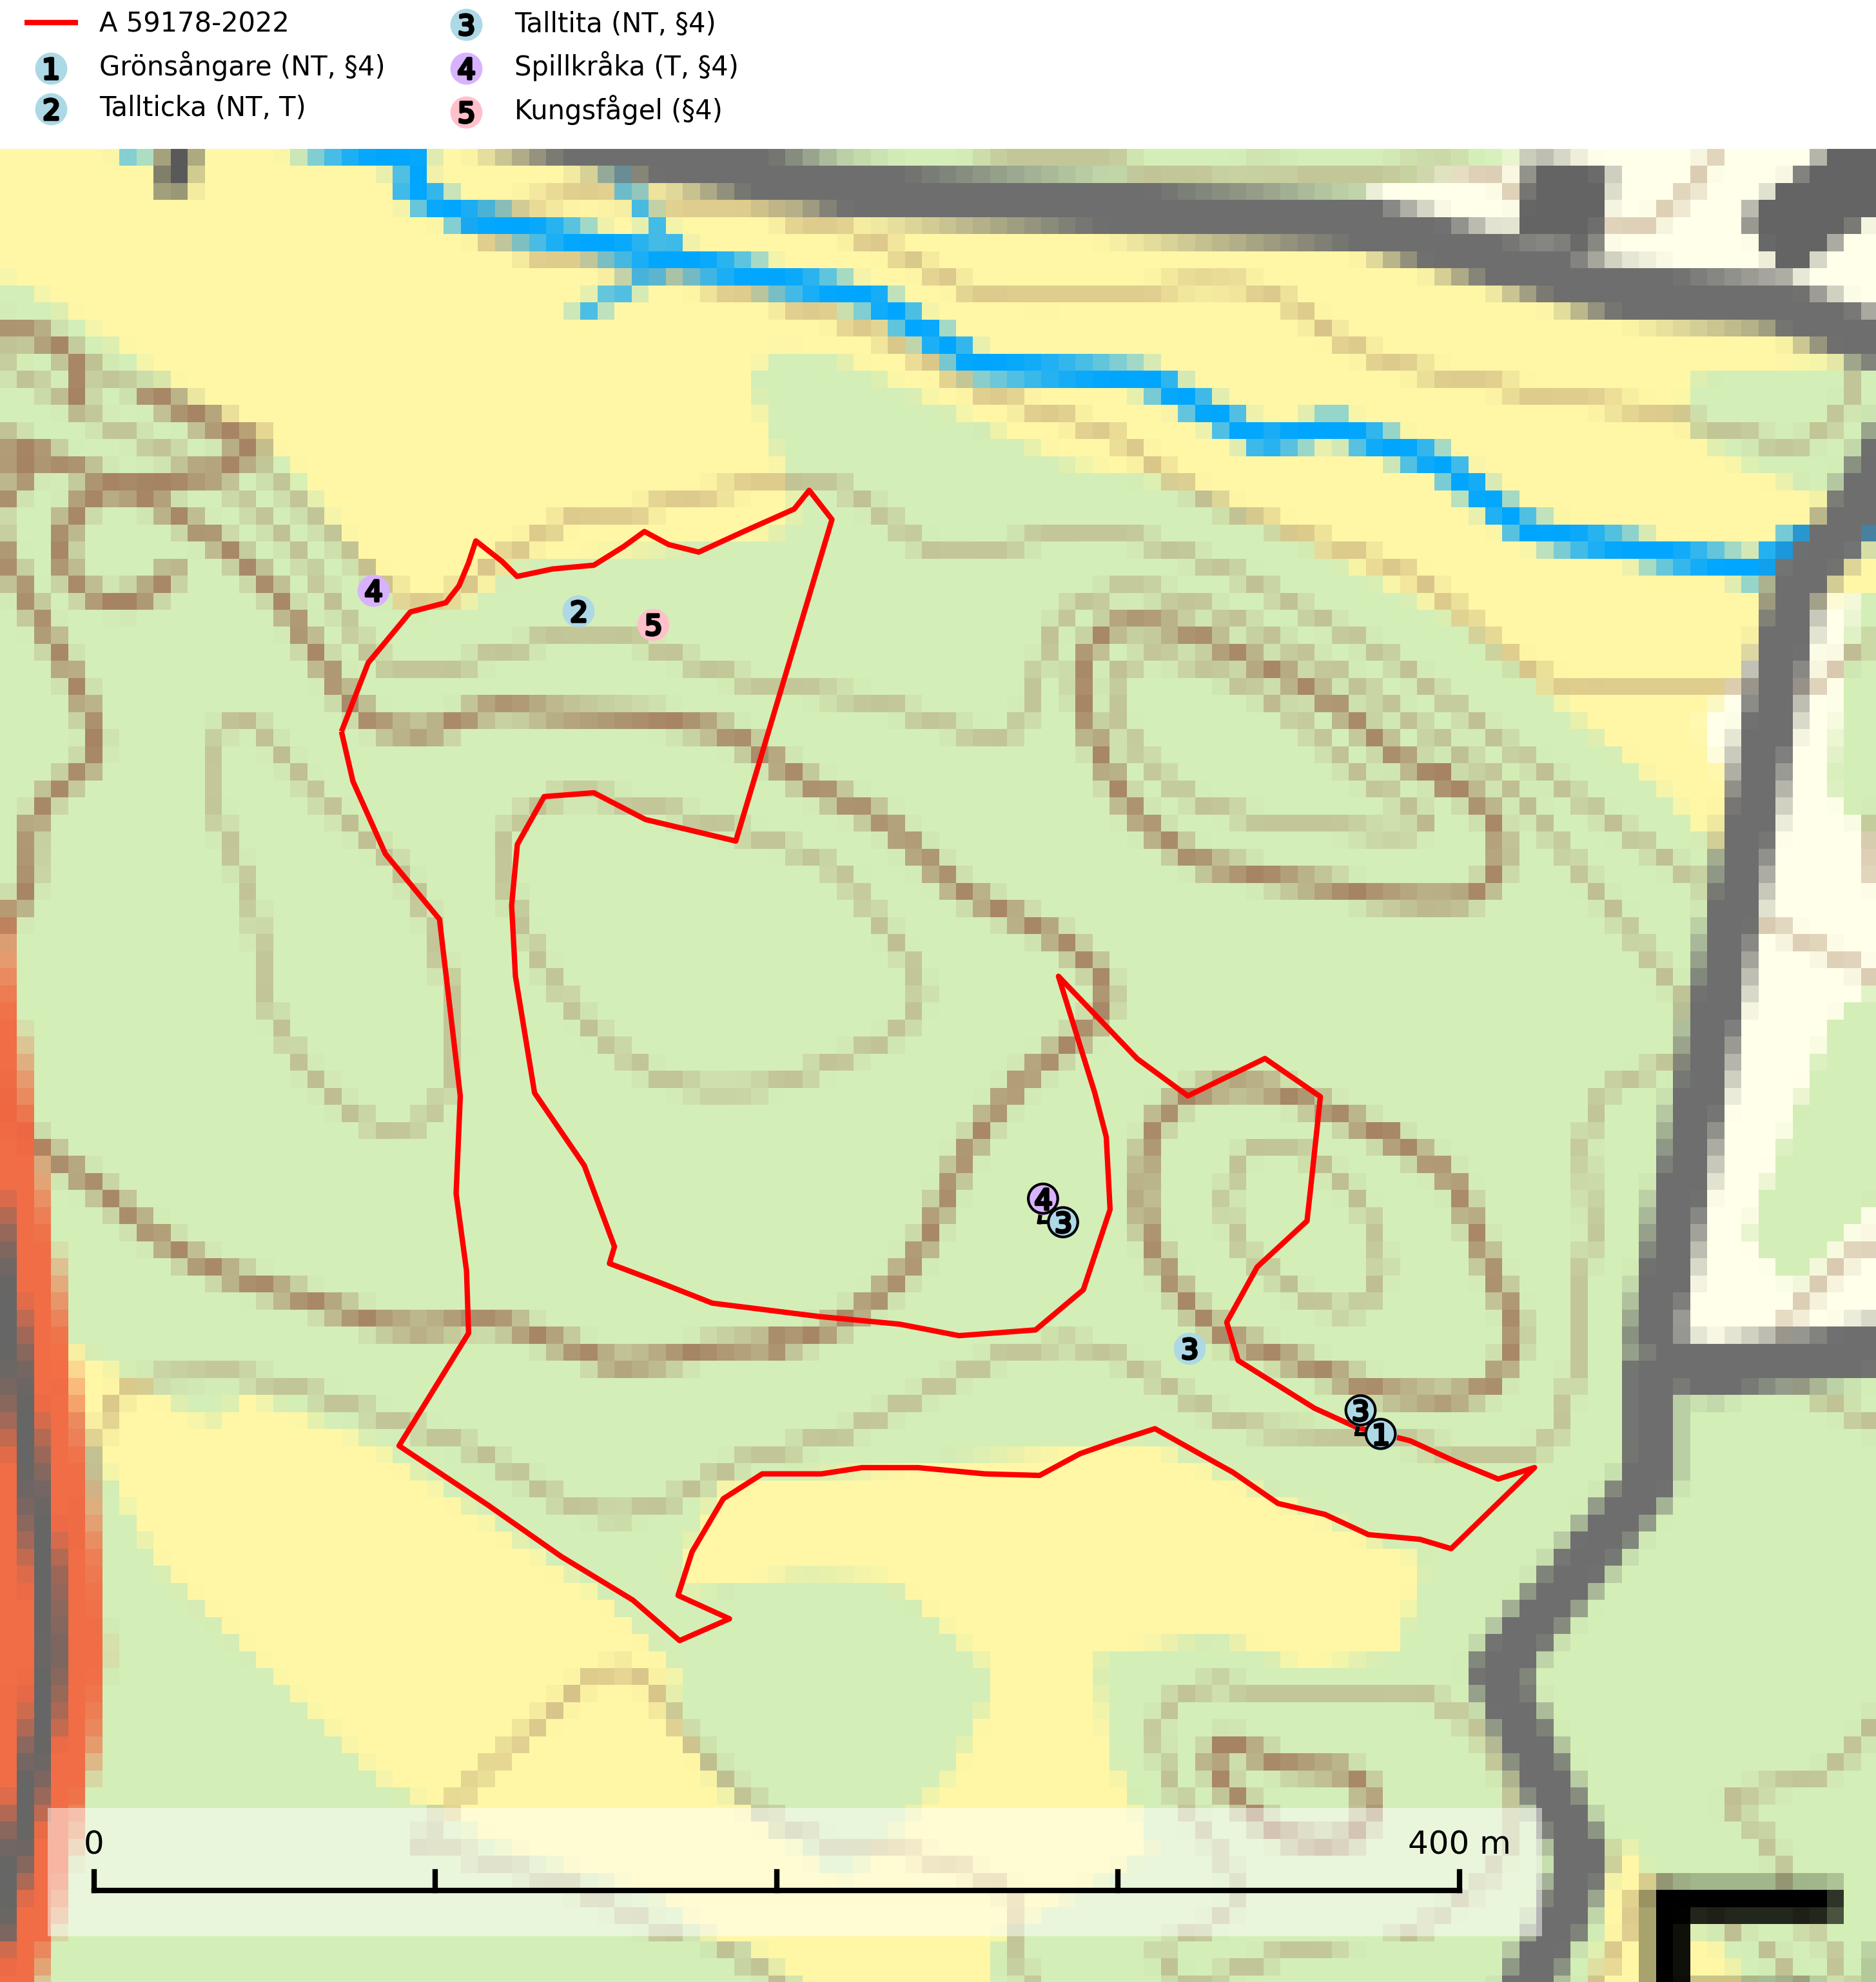 A 59178-2022
1 Grönsångare (NT, §4)
2 Tallticka (NT, T)
3 Talltita (NT, §4)
4 Spillkråka (T, §4)
5 Kungsfågel (§4)
4
2
5
4
3
3
3
1
0
400 m